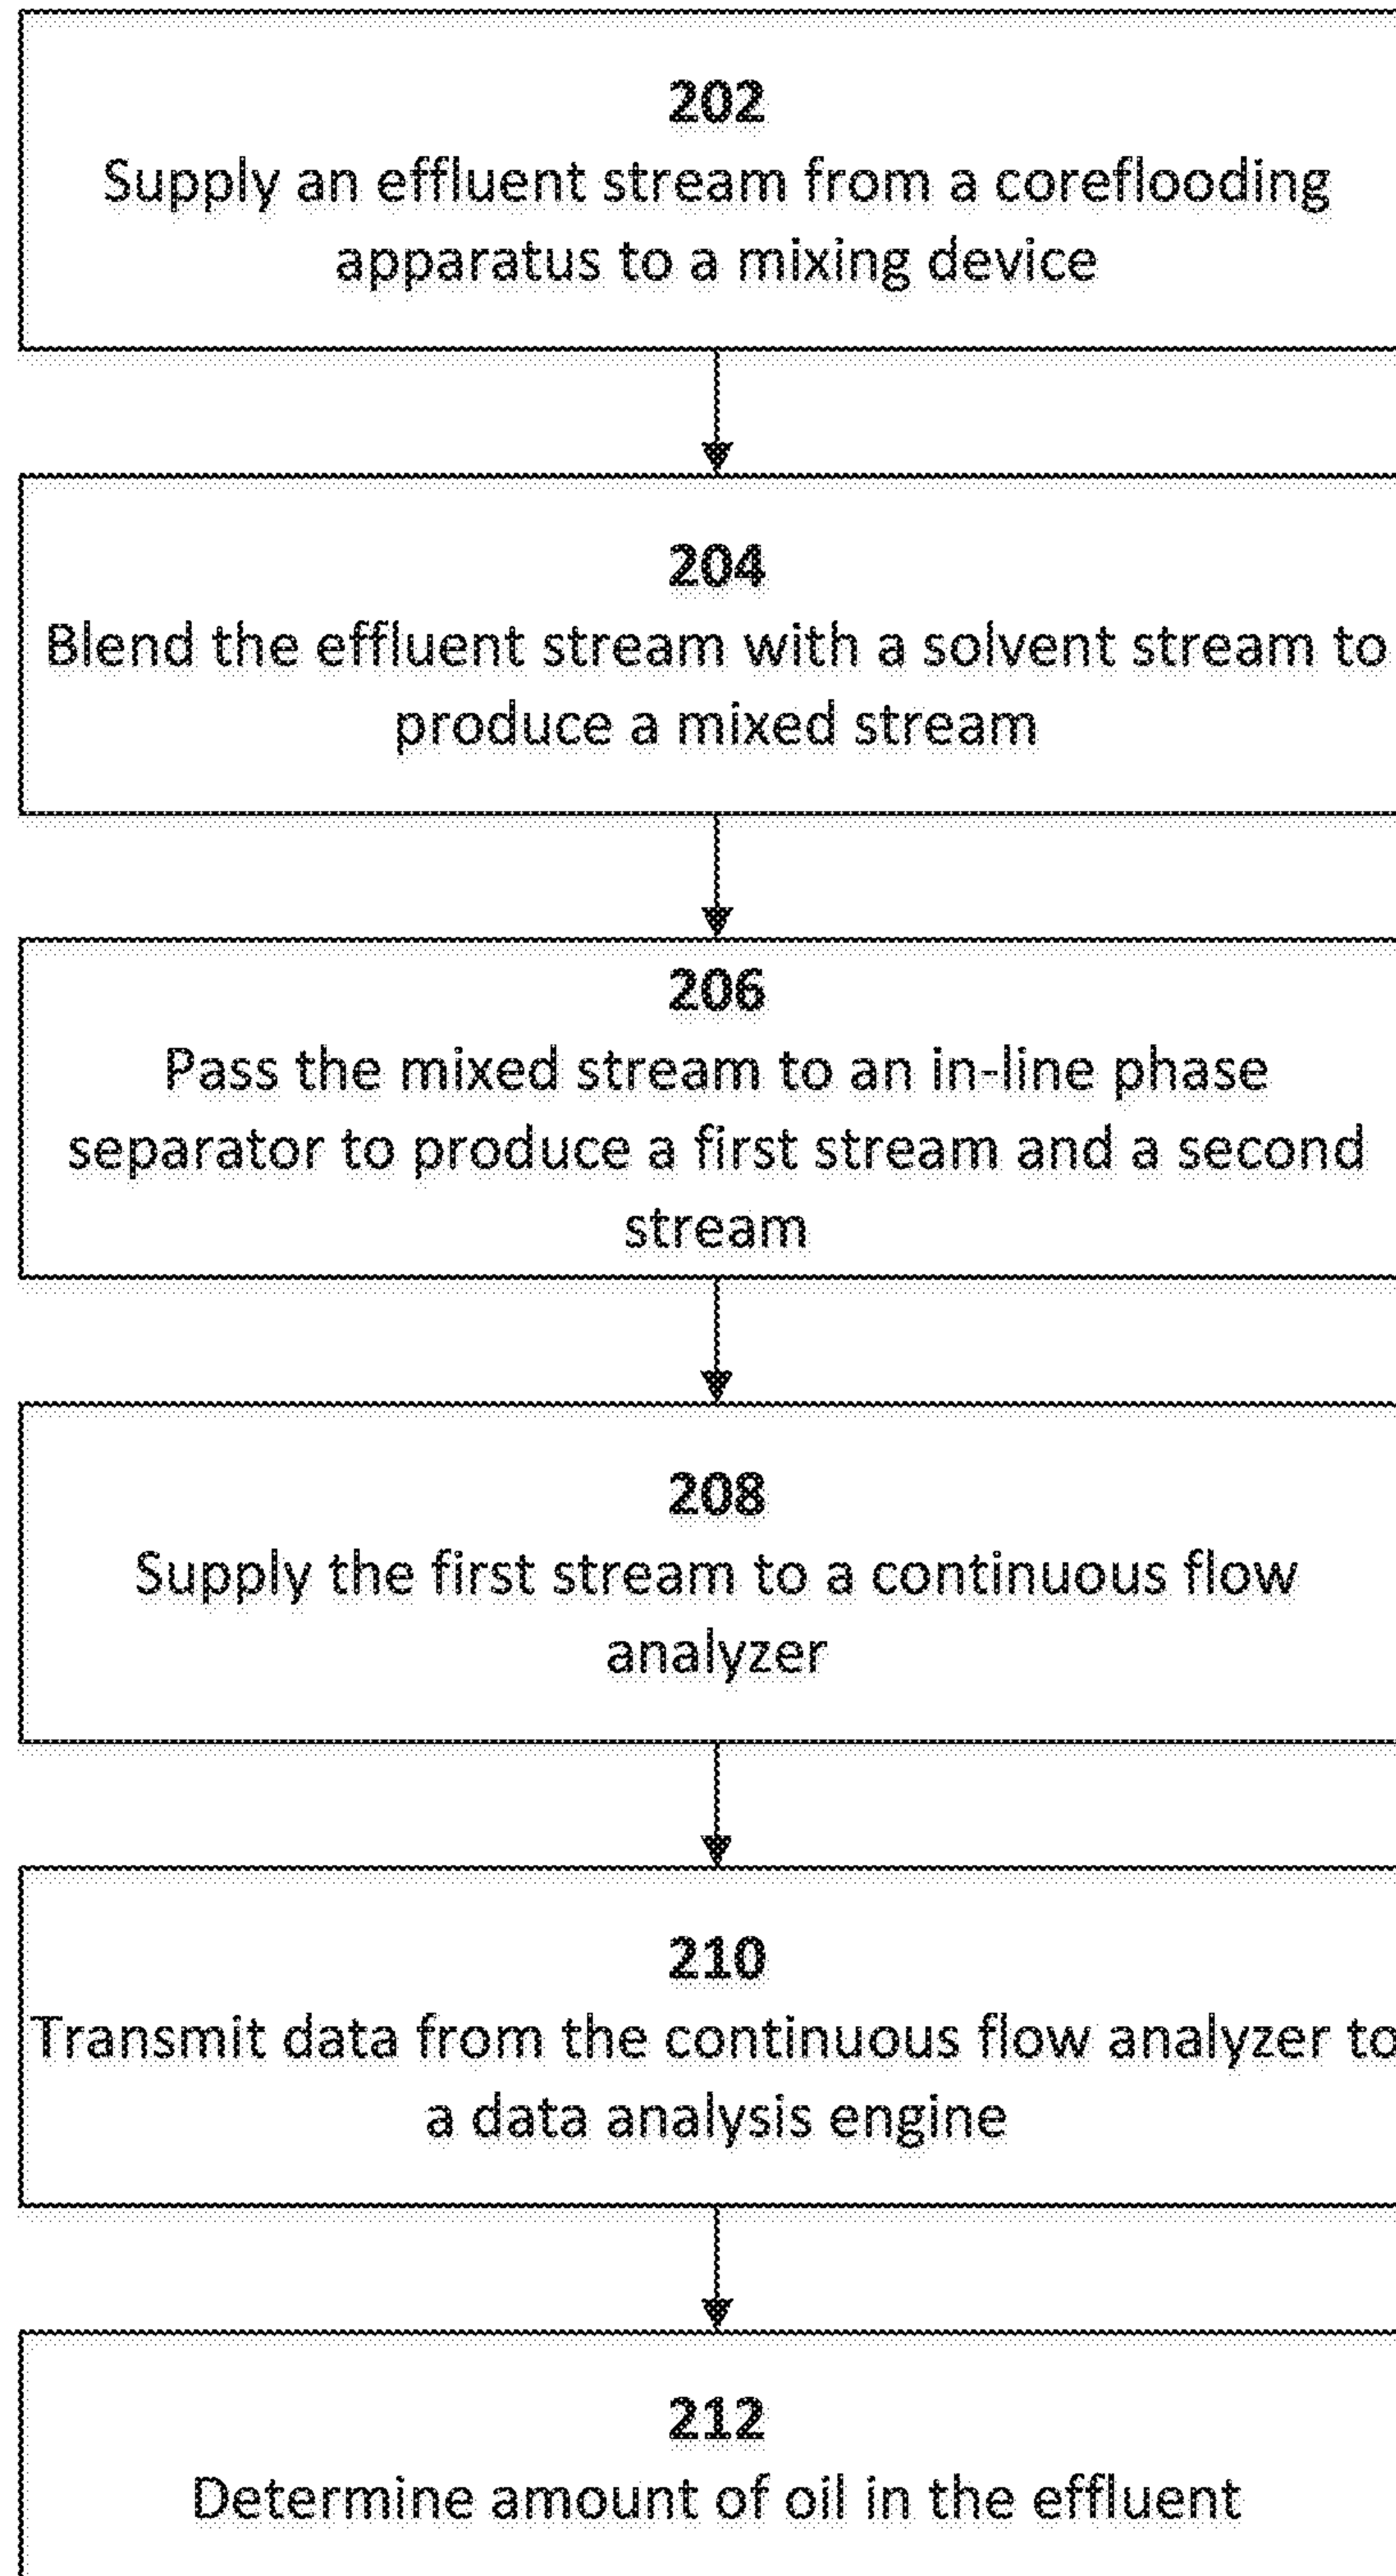 202
Supply an effluent stream from a coreflooding
apparatus to a mixing device
204
Blend the effluent stream with a solvent stream to
produce a mixed stream
206
Pass the mixed stream to an in-line phase
separator to produce a first stream and a second
stream
208
Supply the first stream to a continuous flow
analyzer
210
Transmit data from the continuous flow analyzer to
a data analysis engine
212
Determine amount of oil in the effluent